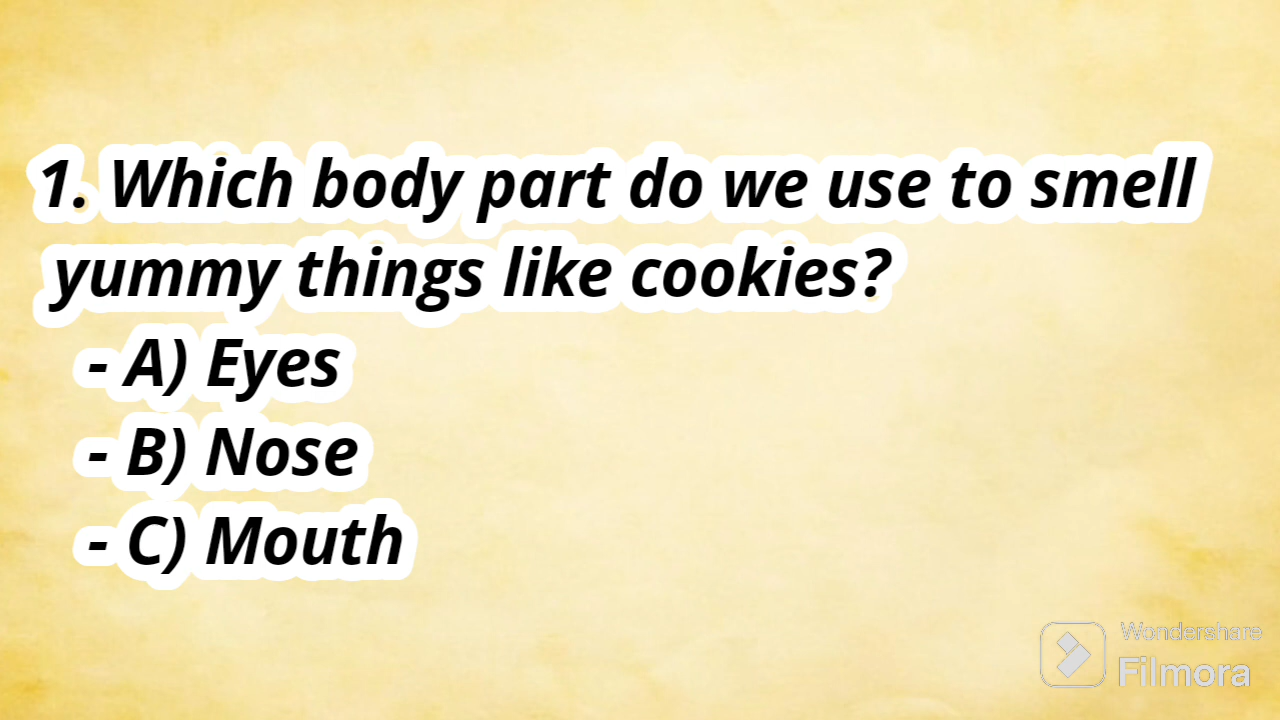 1. Which body part do we use to smell
yummy things like cookies?
- A) Eyes
- B) Nose
- C) Mouth
Wondershare
Filmora